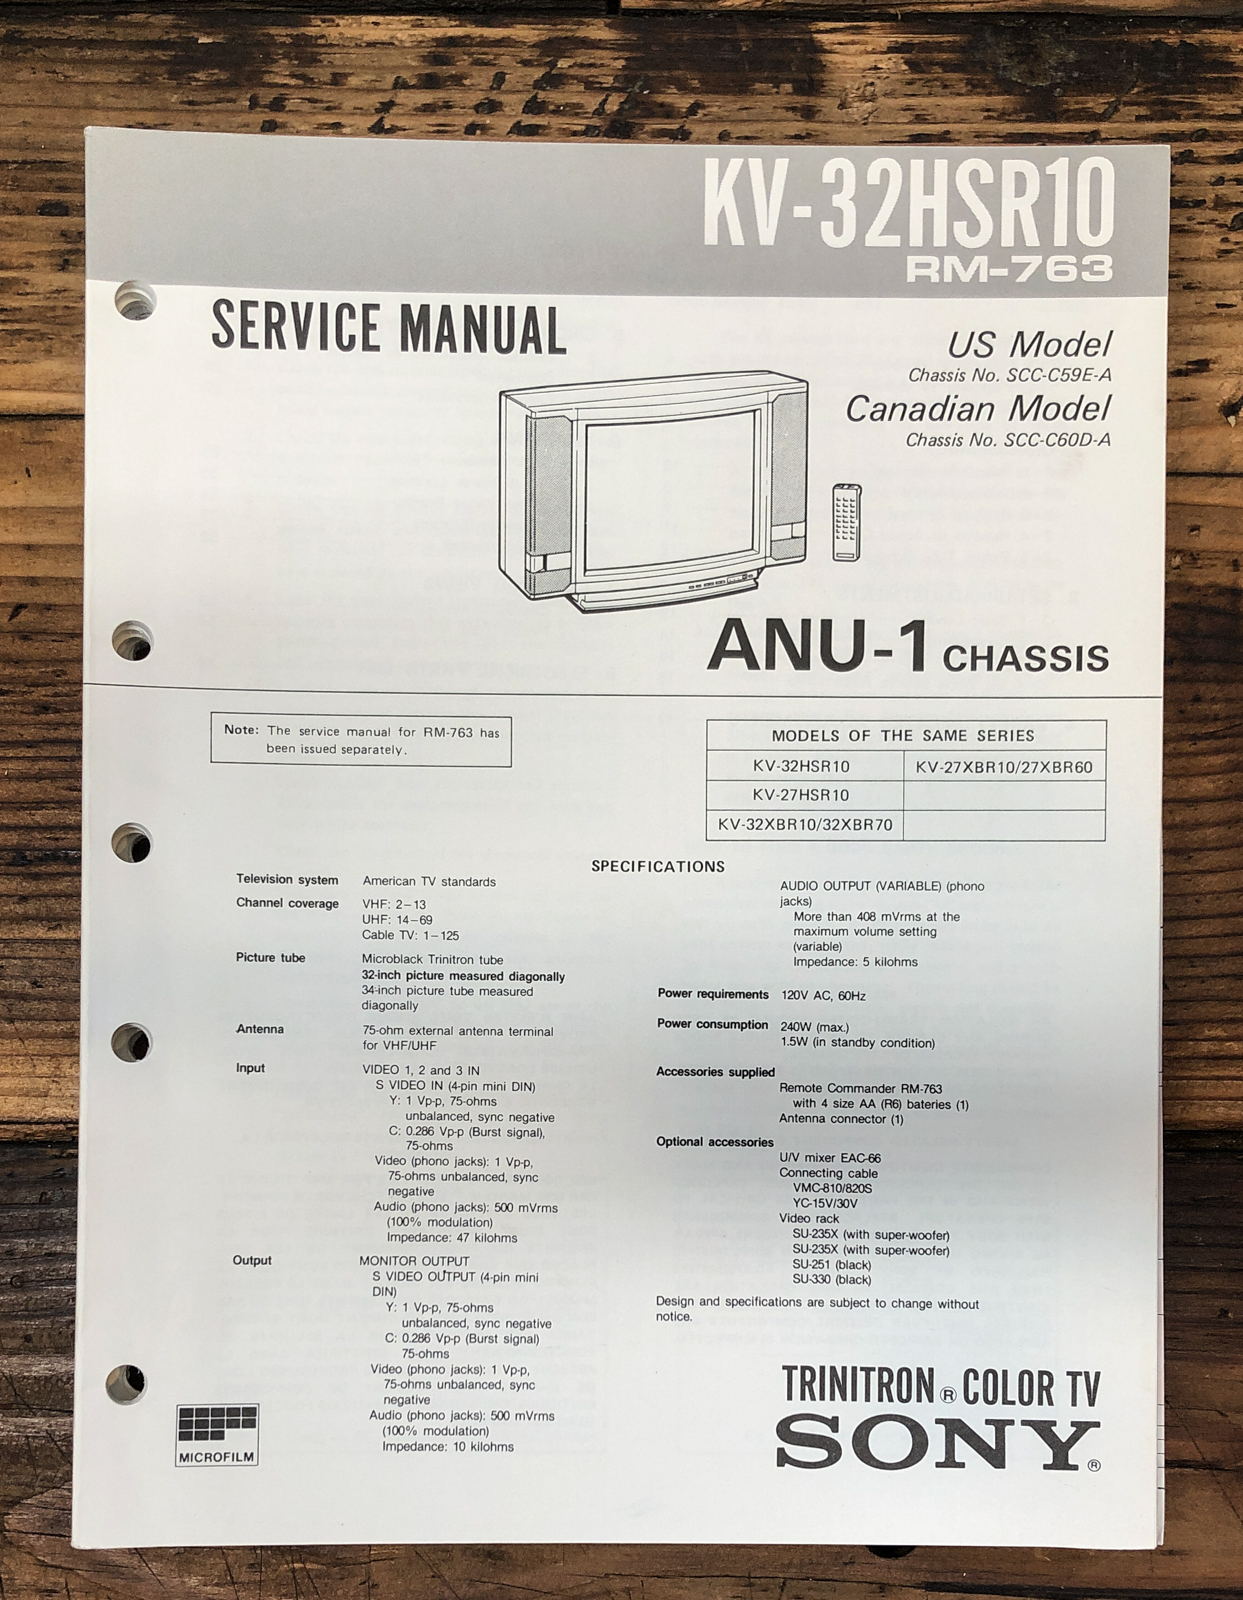 KV-32HSR10
RM-763
SERVICE MANUAL
US Model
Chassis No. SCC-C59E-A
Canadian Model
Chassis No. SCC-C60D-A
ANU-1 CHASSIS
Note: The service manual for RM-763 has
been issued separately.
MODELS OF THE SAME SERIES
KV-32HSR10 KV-27XBR10/27XBR60
KV-27HSR10
KV-32XBR10/32XBR70
SPECIFICATIONS
Television system American TV standards
Channel coverage VHF: 2–13
UHF: 14–69
Cable TV: 1–125
Picture tube Microblack Trinitron tube
32-inch picture measured diagonally
34-inch picture tube measured
diagonally
Antenna 75-ohm external antenna terminal
for VHF/UHF
Input VIDEO 1, 2 and 3 IN
S VIDEO IN (4-pin mini DIN)
Y: 1 Vp-p, 75-ohms
unbalanced, sync negative
C: 0.286 Vp-p (Burst signal),
75-ohms
Video (phono jacks): 1 Vp-p,
75-ohms unbalanced, sync
negative
Audio (phono jacks): 500 mVrms
(100% modulation)
Impedance: 47 kilohms
Output MONITOR OUTPUT
S VIDEO OUTPUT (4-pin mini
DIN)
Y: 1 Vp-p, 75-ohms
unbalanced, sync negative
C: 0.286 Vp-p (Burst signal)
75-ohms
Video (phono jacks): 1 Vp-p,
75-ohms unbalanced, sync
negative
Audio (phono jacks): 500 mVrms
(100% modulation)
Impedance: 10 kilohms
AUDIO OUTPUT (VARIABLE) (phono
jacks)
More than 408 mVrms at the
maximum volume setting
(variable)
Impedance: 5 kilohms
Power requirements 120V AC, 60Hz
Power consumption 240W (max.)
1.5W (in standby condition)
Accessories supplied
Remote Commander RM-763
with 4 size AA (R6) bateries (1)
Antenna connector (1)
Optional accessories
U/V mixer EAC-66
Connecting cable
VMC-810/820S
YC-15V/30V
Video rack
SU-235X (with super-woofer)
SU-235X (with super-woofer)
SU-251 (black)
SU-330 (black)
Design and specifications are subject to change without
notice.
MICROFILM
TRINITRON® COLOR TV
SONY®